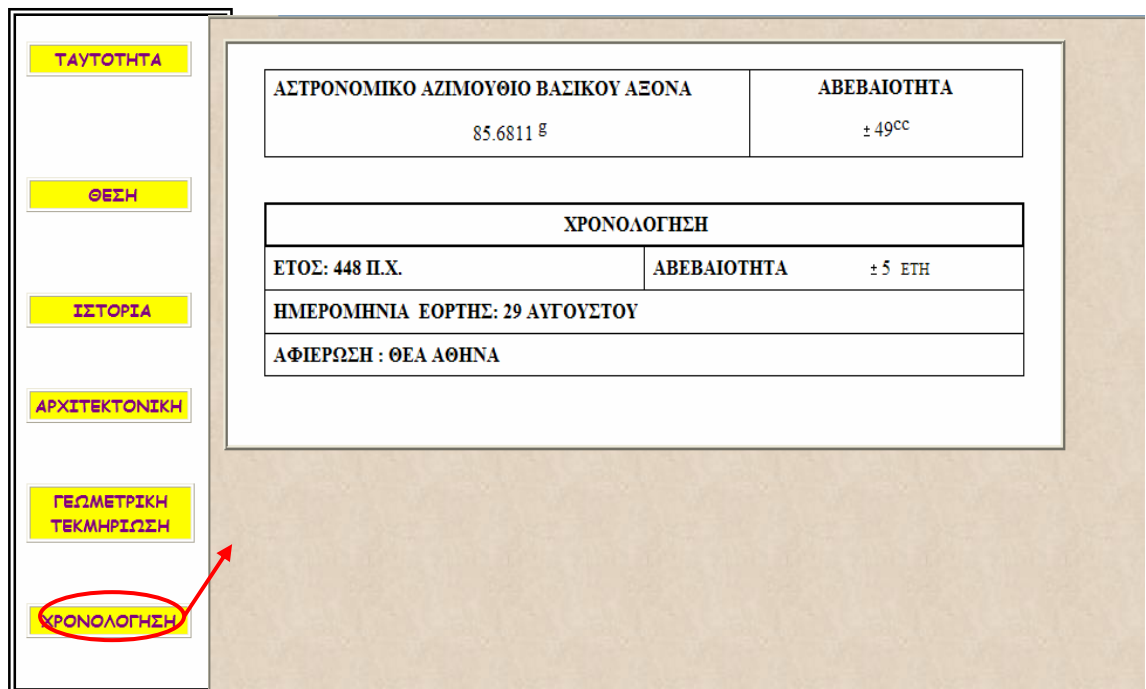 ΤΑΥΤΟΤΗΤΑ
ΘΕΣΗ
ΙΣΤΟΡΙΑ
ΑΡΧΙΤΕΚΤΟΝΙΚΗ
ΓΕΩΜΕΤΡΙΚΗ
ΤΕΚΜΗΡΙΩΣΗ
ΧΡΟΝΟΛΟΓΗΣΗ
ΑΣΤΡΟΝΟΜΙΚΟ ΑΖΙΜΟΥΘΙΟ ΒΑΣΙΚΟΥ ΑΞΟΝΑ ΑΒΕΒΑΙΟΤΗΤΑ
85.6811 g ± 49cc
ΧΡΟΝΟΛΟΓΗΣΗ
ΕΤΟΣ: 448 Π.Χ. ΑΒΕΒΑΙΟΤΗΤΑ ± 5 ΕΤΗ
ΗΜΕΡΟΜΗΝΙΑ ΕΟΡΤΗΣ: 29 ΑΥΓΟΥΣΤΟΥ
ΑΦΙΕΡΩΣΗ : ΘΕΑ ΑΘΗΝΑ